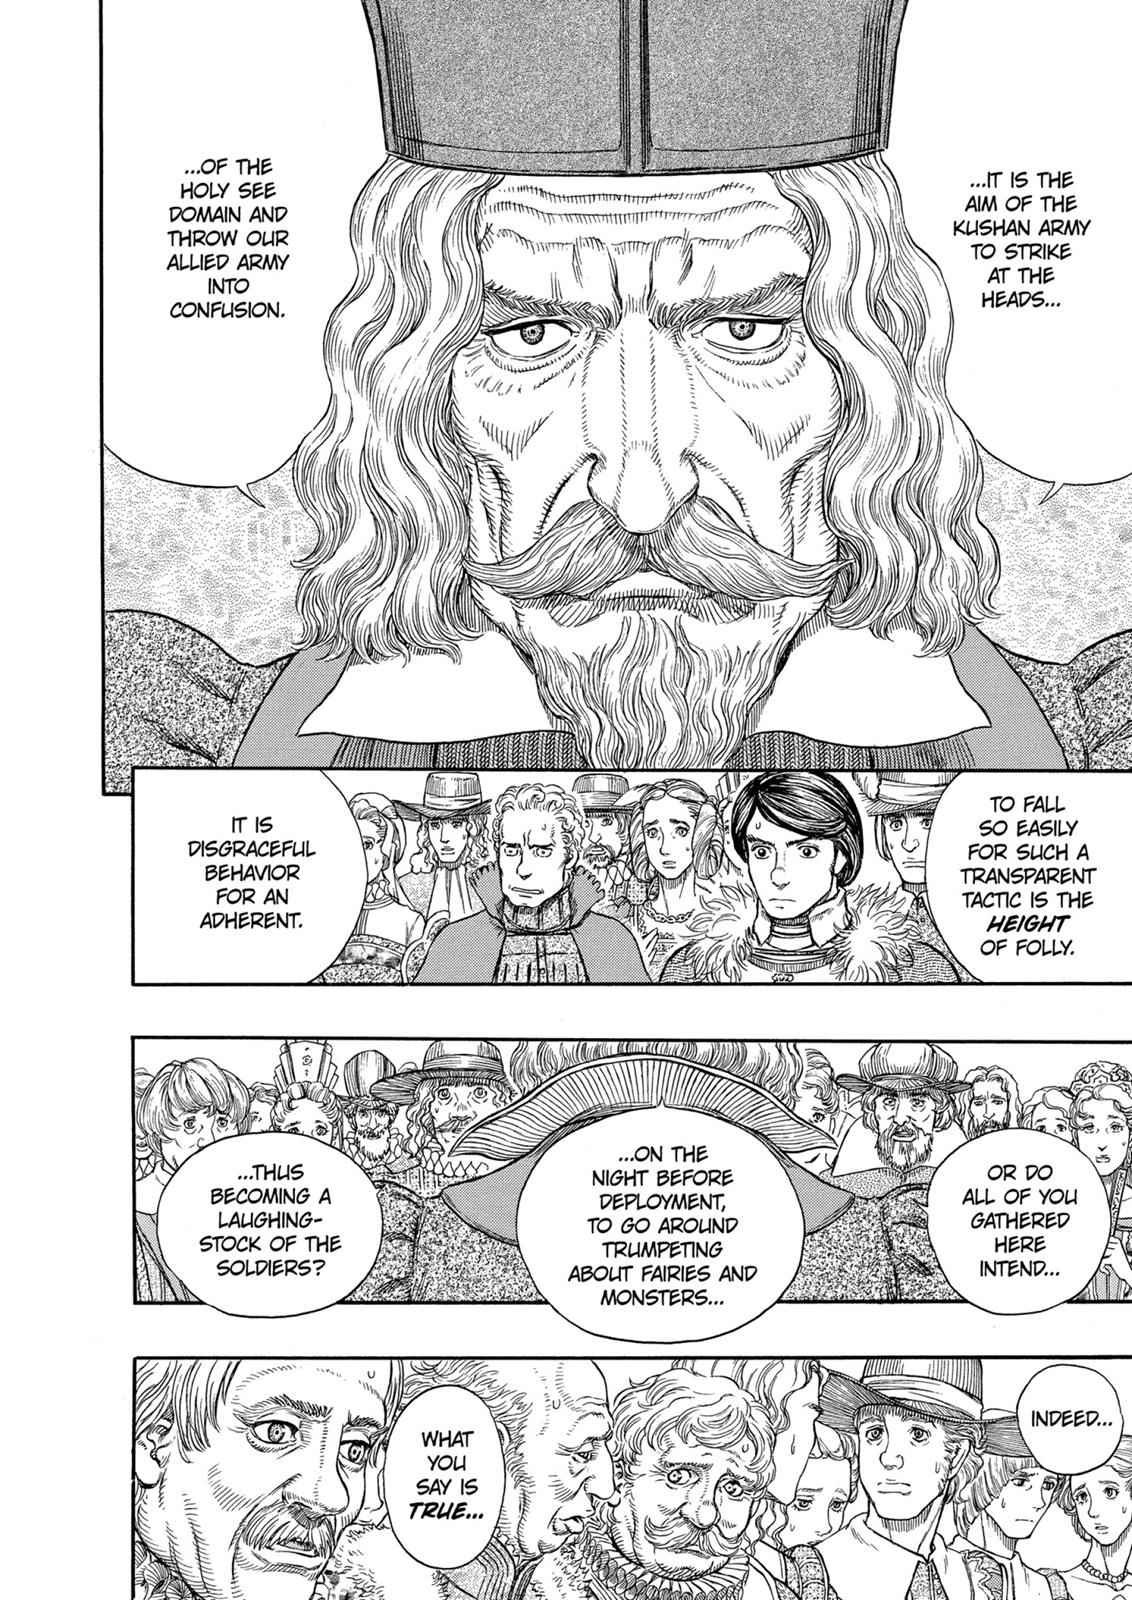 ...IT IS THE
AIM OF THE
KUSHAN ARMY
TO STRIKE
AT THE
HEADS...
...OF THE
HOLY SEE
DOMAIN AND
THROW OUR
ALLIED ARMY
INTO
CONFUSION.
TO FALL
SO EASILY
FOR SUCH A
TRANSPARENT
TACTIC IS THE
HEIGHT
OF FOLLY.
IT IS
DISGRACEFUL
BEHAVIOR
FOR AN
ADHERENT.
OR DO
ALL OF YOU
GATHERED
HERE
INTEND...
...ON THE
NIGHT BEFORE
DEPLOYMENT,
TO GO AROUND
TRUMPETING
ABOUT FAIRIES AND
MONSTERS...
...THUS
BECOMING A
LAUGHING-
STOCK OF THE
SOLDIERS?
INDEED...
WHAT
YOU
SAY IS
TRUE...